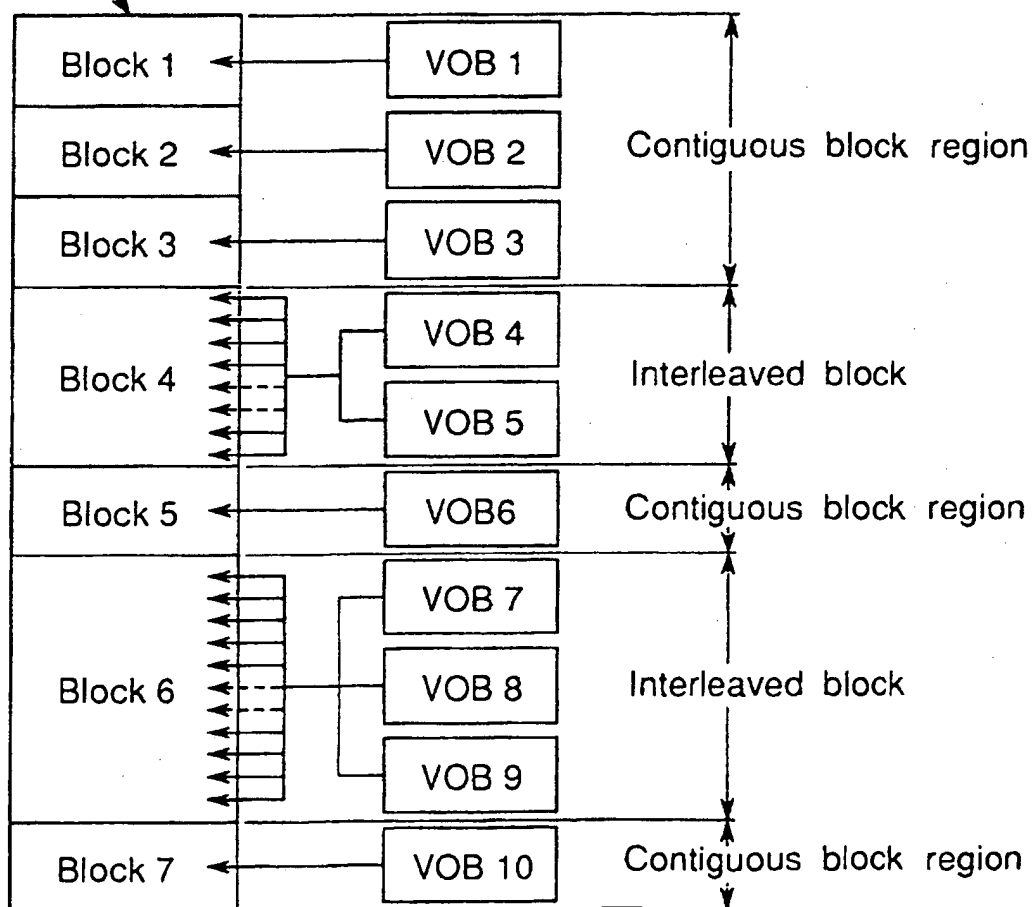 Block 1
VOB 1
Block 2
VOB 2
Contiguous block region
Block 3
VOB 3
VOB 4
Block 4
Interleaved block
VOB 5
Block 5
VOB6
Contiguous block region
VOB 7
Block 6
VOB 8
Interleaved block
VOB 9
Block 7
VOB 10
Contiguous block region